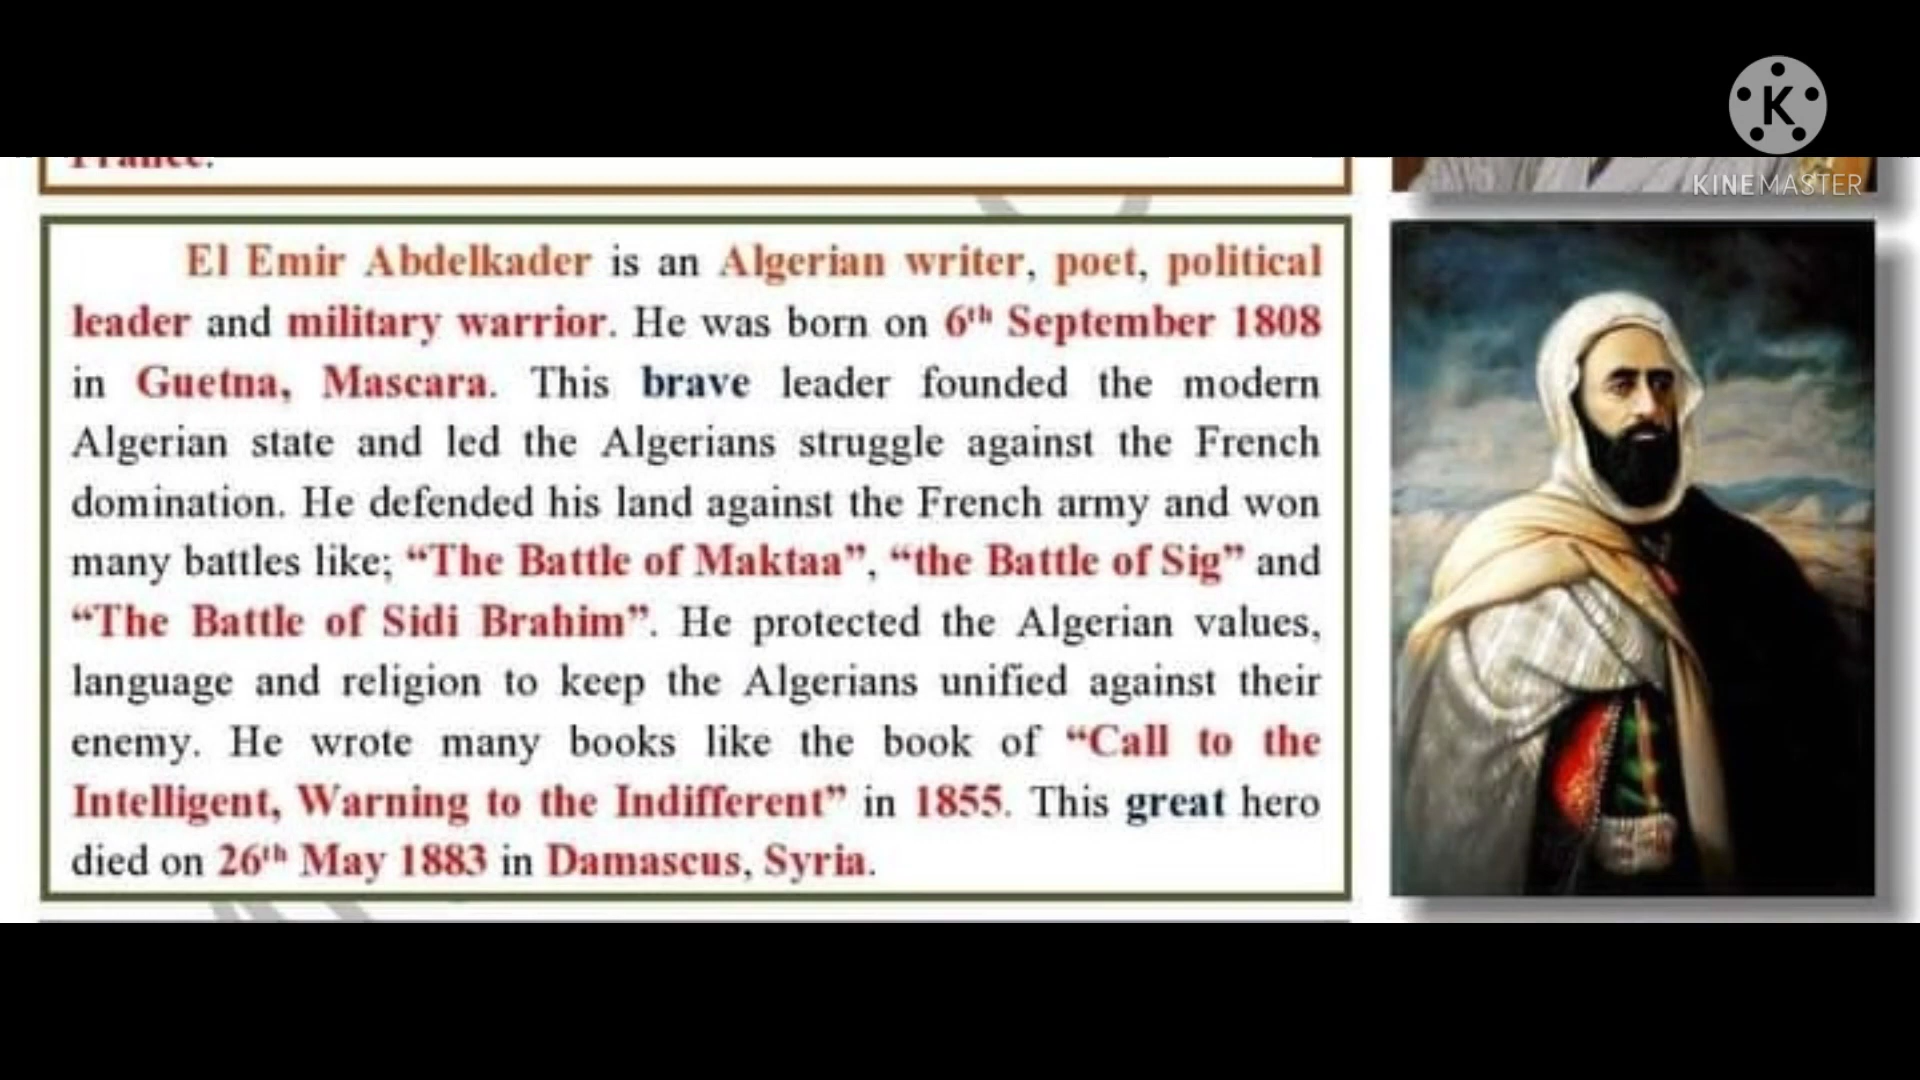 K
KINEMASTER
France.
El Emir Abdelkader is an Algerian writer, poet, political
leader and military warrior. He was born on 6th September 1808
in Guetna, Mascara. This brave leader founded the modern
Algerian state and led the Algerians struggle against the French
domination. He defended his land against the French army and won
many battles like; “The Battle of Maktaa”, “the Battle of Sig” and
“The Battle of Sidi Brahim”. He protected the Algerian values,
language and religion to keep the Algerians unified against their
enemy. He wrote many books like the book of “Call to the
Intelligent, Warning to the Indifferent” in 1855. This great hero
died on 26th May 1883 in Damascus, Syria.